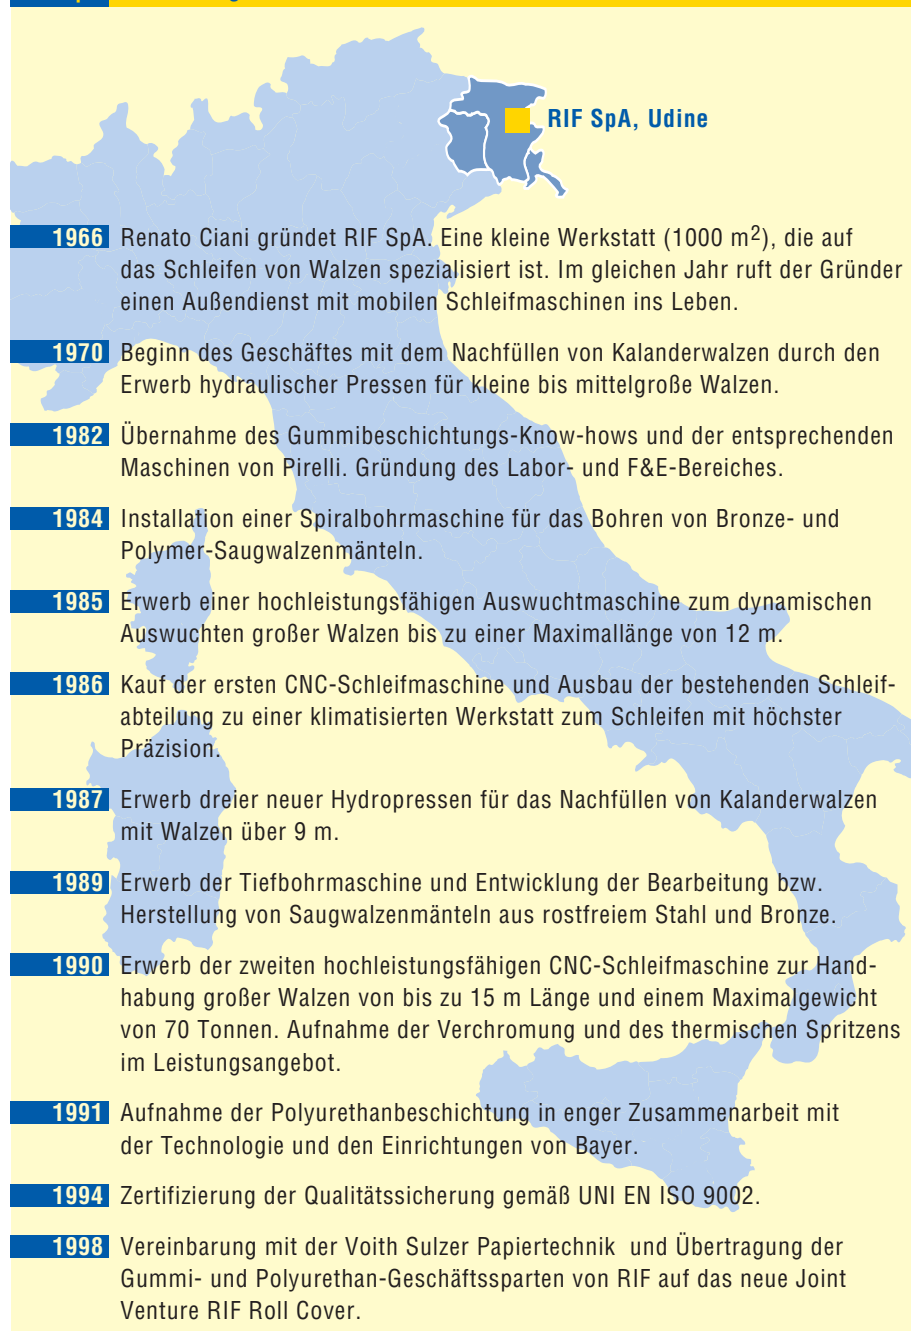 RIF SpA, Udine
1966 Renato Ciani gründet RIF SpA. Eine kleine Werkstatt (1000 m²), die auf
das Schleifen von Walzen spezialisiert ist. Im gleichen Jahr ruft der Gründer
einen Außendienst mit mobilen Schleifmaschinen ins Leben.
1970 Beginn des Geschäftes mit dem Nachfüllen von Kalanderwalzen durch den
Erwerb hydraulischer Pressen für kleine bis mittelgroße Walzen.
1982 Übernahme des Gummibeschichtungs-Know-hows und der entsprechenden
Maschinen von Pirelli. Gründung des Labor- und F&E-Bereiches.
1984 Installation einer Spiralbohrmaschine für das Bohren von Bronze- und
Polymer-Saugwalzenmänteln.
1985 Erwerb einer hochleistungsfähigen Auswuchtmaschine zum dynamischen
Auswuchten großer Walzen bis zu einer Maximallänge von 12 m.
1986 Kauf der ersten CNC-Schleifmaschine und Ausbau der bestehenden Schleif-
abteilung zu einer klimatisierten Werkstatt zum Schleifen mit höchster
Präzision.
1987 Erwerb dreier neuer Hydropressen für das Nachfüllen von Kalanderwalzen
mit Walzen über 9 m.
1989 Erwerb der Tiefbohrmaschine und Entwicklung der Bearbeitung bzw.
Herstellung von Saugwalzenmänteln aus rostfreiem Stahl und Bronze.
1990 Erwerb der zweiten hochleistungsfähigen CNC-Schleifmaschine zur Hand-
habung großer Walzen von bis zu 15 m Länge und einem Maximalgewicht
von 70 Tonnen. Aufnahme der Verchromung und des thermischen Spritzens
im Leistungsangebot.
1991 Aufnahme der Polyurethanbeschichtung in enger Zusammenarbeit mit
der Technologie und den Einrichtungen von Bayer.
1994 Zertifizierung der Qualitätssicherung gemäß UNI EN ISO 9002.
1998 Vereinbarung mit der Voith Sulzer Papiertechnik und Übertragung der
Gummi- und Polyurethan-Geschäftssparten von RIF auf das neue Joint
Venture RIF Roll Cover.